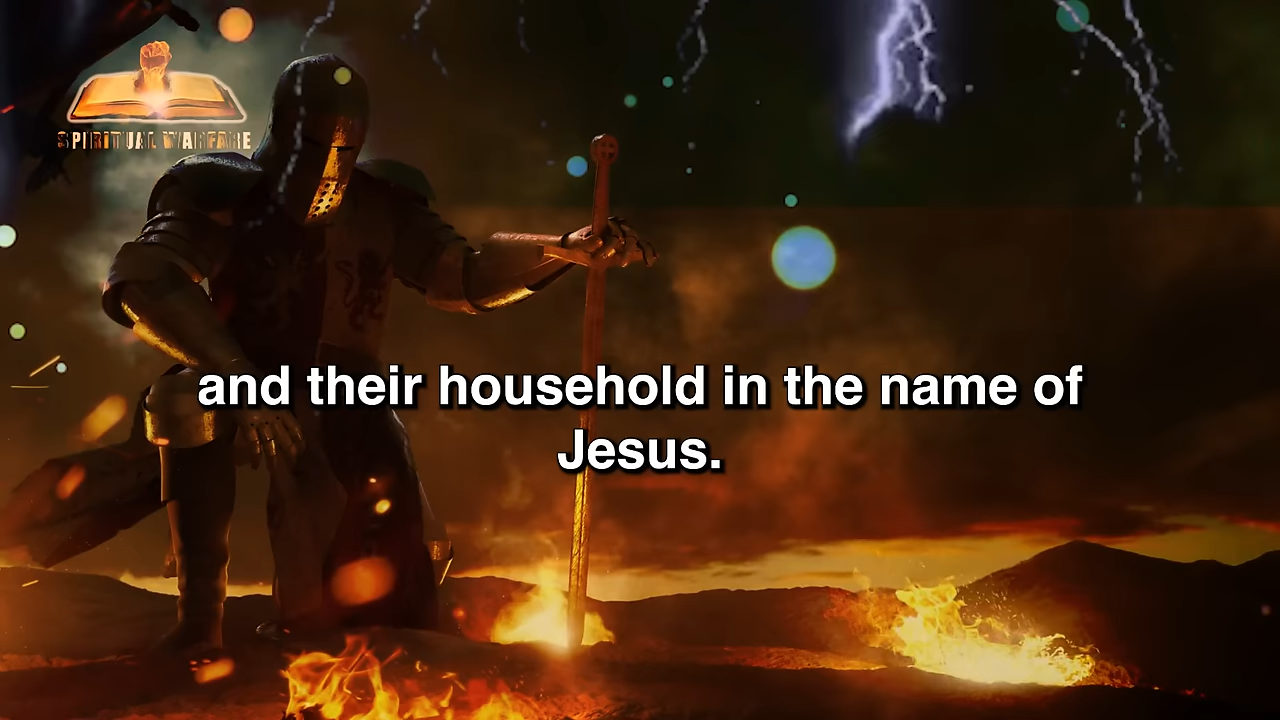 SPIRITUAL WARFARE
and their household in the name of
Jesus.